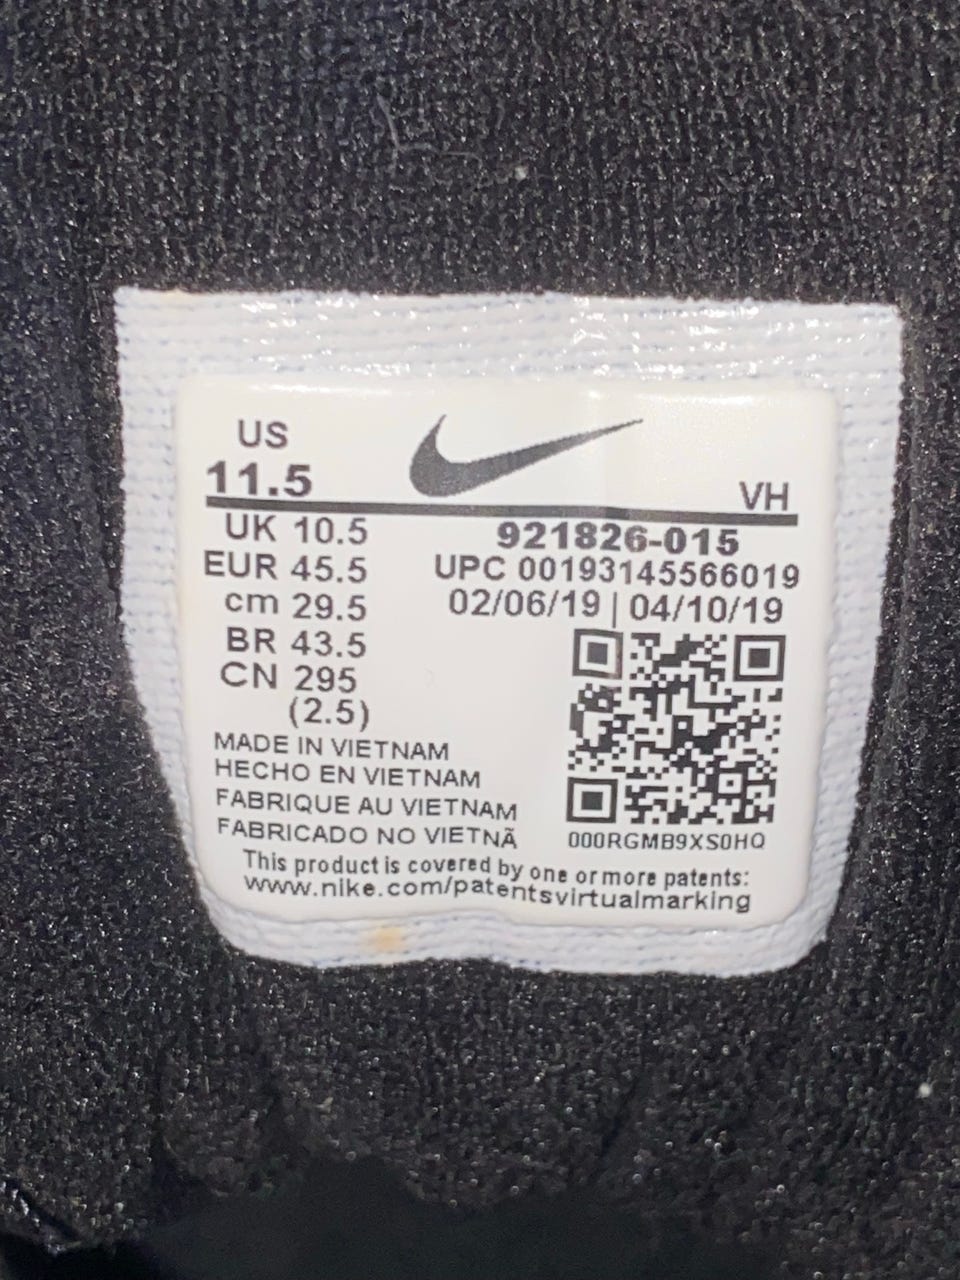 US
11.5
VH
UK 10.5
EUR 45.5
cm 29.5
BR 43.5
CN 295
(2.5)
921826-015
UPC 00193145566019
02/06/19 | 04/10/19
000RGMB9XS0HQ
MADE IN VIETNAM
HECHO EN VIETNAM
FABRIQUE AU VIETNAM
FABRICADO NO VIETNÃ
This product is covered by one or more patents:
www.nike.com/patentsvirtualmarking